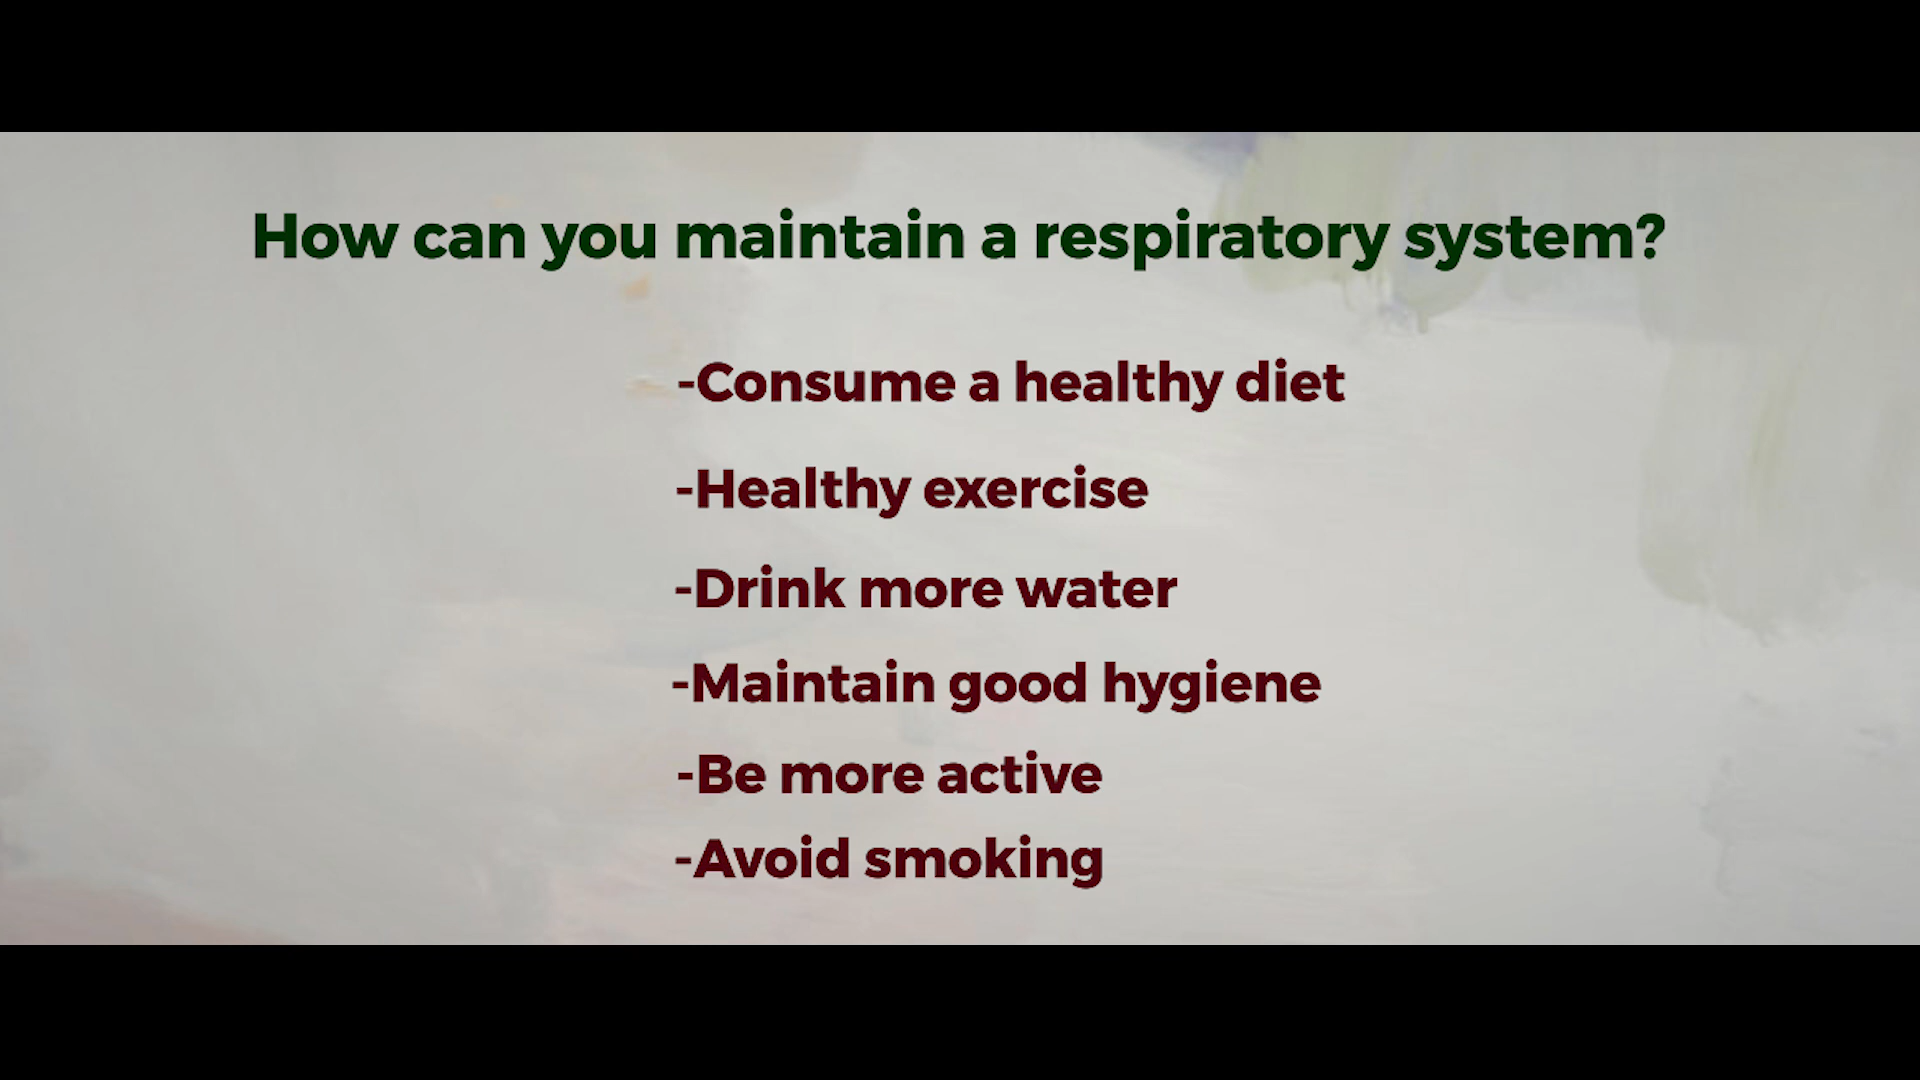 How can you maintain a respiratory system?
-Consume a healthy diet
-Healthy exercise
-Drink more water
-Maintain good hygiene
-Be more active
-Avoid smoking